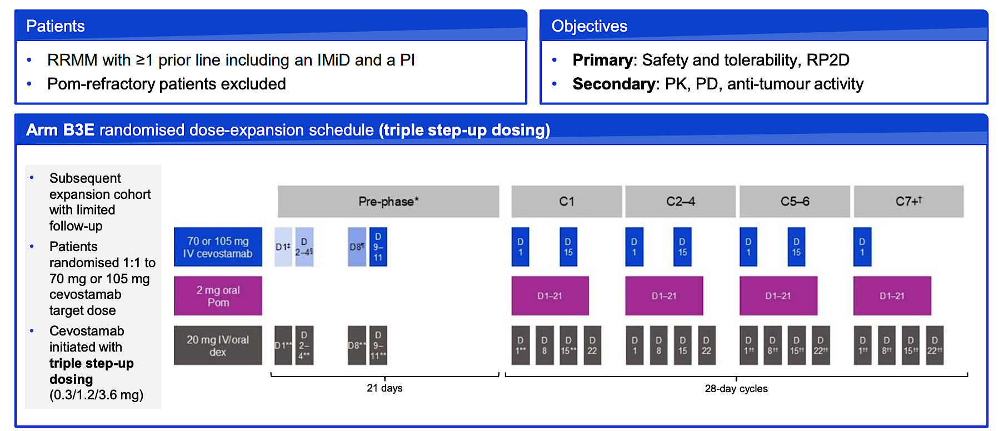 Patients
• RRMM with ≥1 prior line including an IMiD and a PI
• Pom-refractory patients excluded
Objectives
• Primary: Safety and tolerability, RP2D
• Secondary: PK, PD, anti-tumour activity
Arm B3E randomised dose-expansion schedule (triple step-up dosing)
• Subsequent
expansion cohort
with limited
follow-up
• Patients
randomised 1:1 to
70 mg or 105 mg
cevostamab
target dose
• Cevostamab
initiated with
triple step-up
dosing
(0.3/1.2/3.6 mg)
Pre-phase* C1 C2–4 C5–6 C7+†
70 or 105 mg
IV cevostamab
D1‡
D
2–4§
D8¶
D
9–
11
D
1
D
15
D
1
D
15
D
1
D
15
D
1
2 mg oral
Pom
D1–21 D1–21 D1–21 D1–21
20 mg IV/oral
dex
D1**
D
2–
4**
D8**
D
9–
11**
D
1**
D
8
D
15**
D
22
D
1
D
8
D
15
D
22
D
1††
D
8††
D
15††
D
22††
D
1††
D
8††
D
15††
D
22††
21 days
28-day cycles